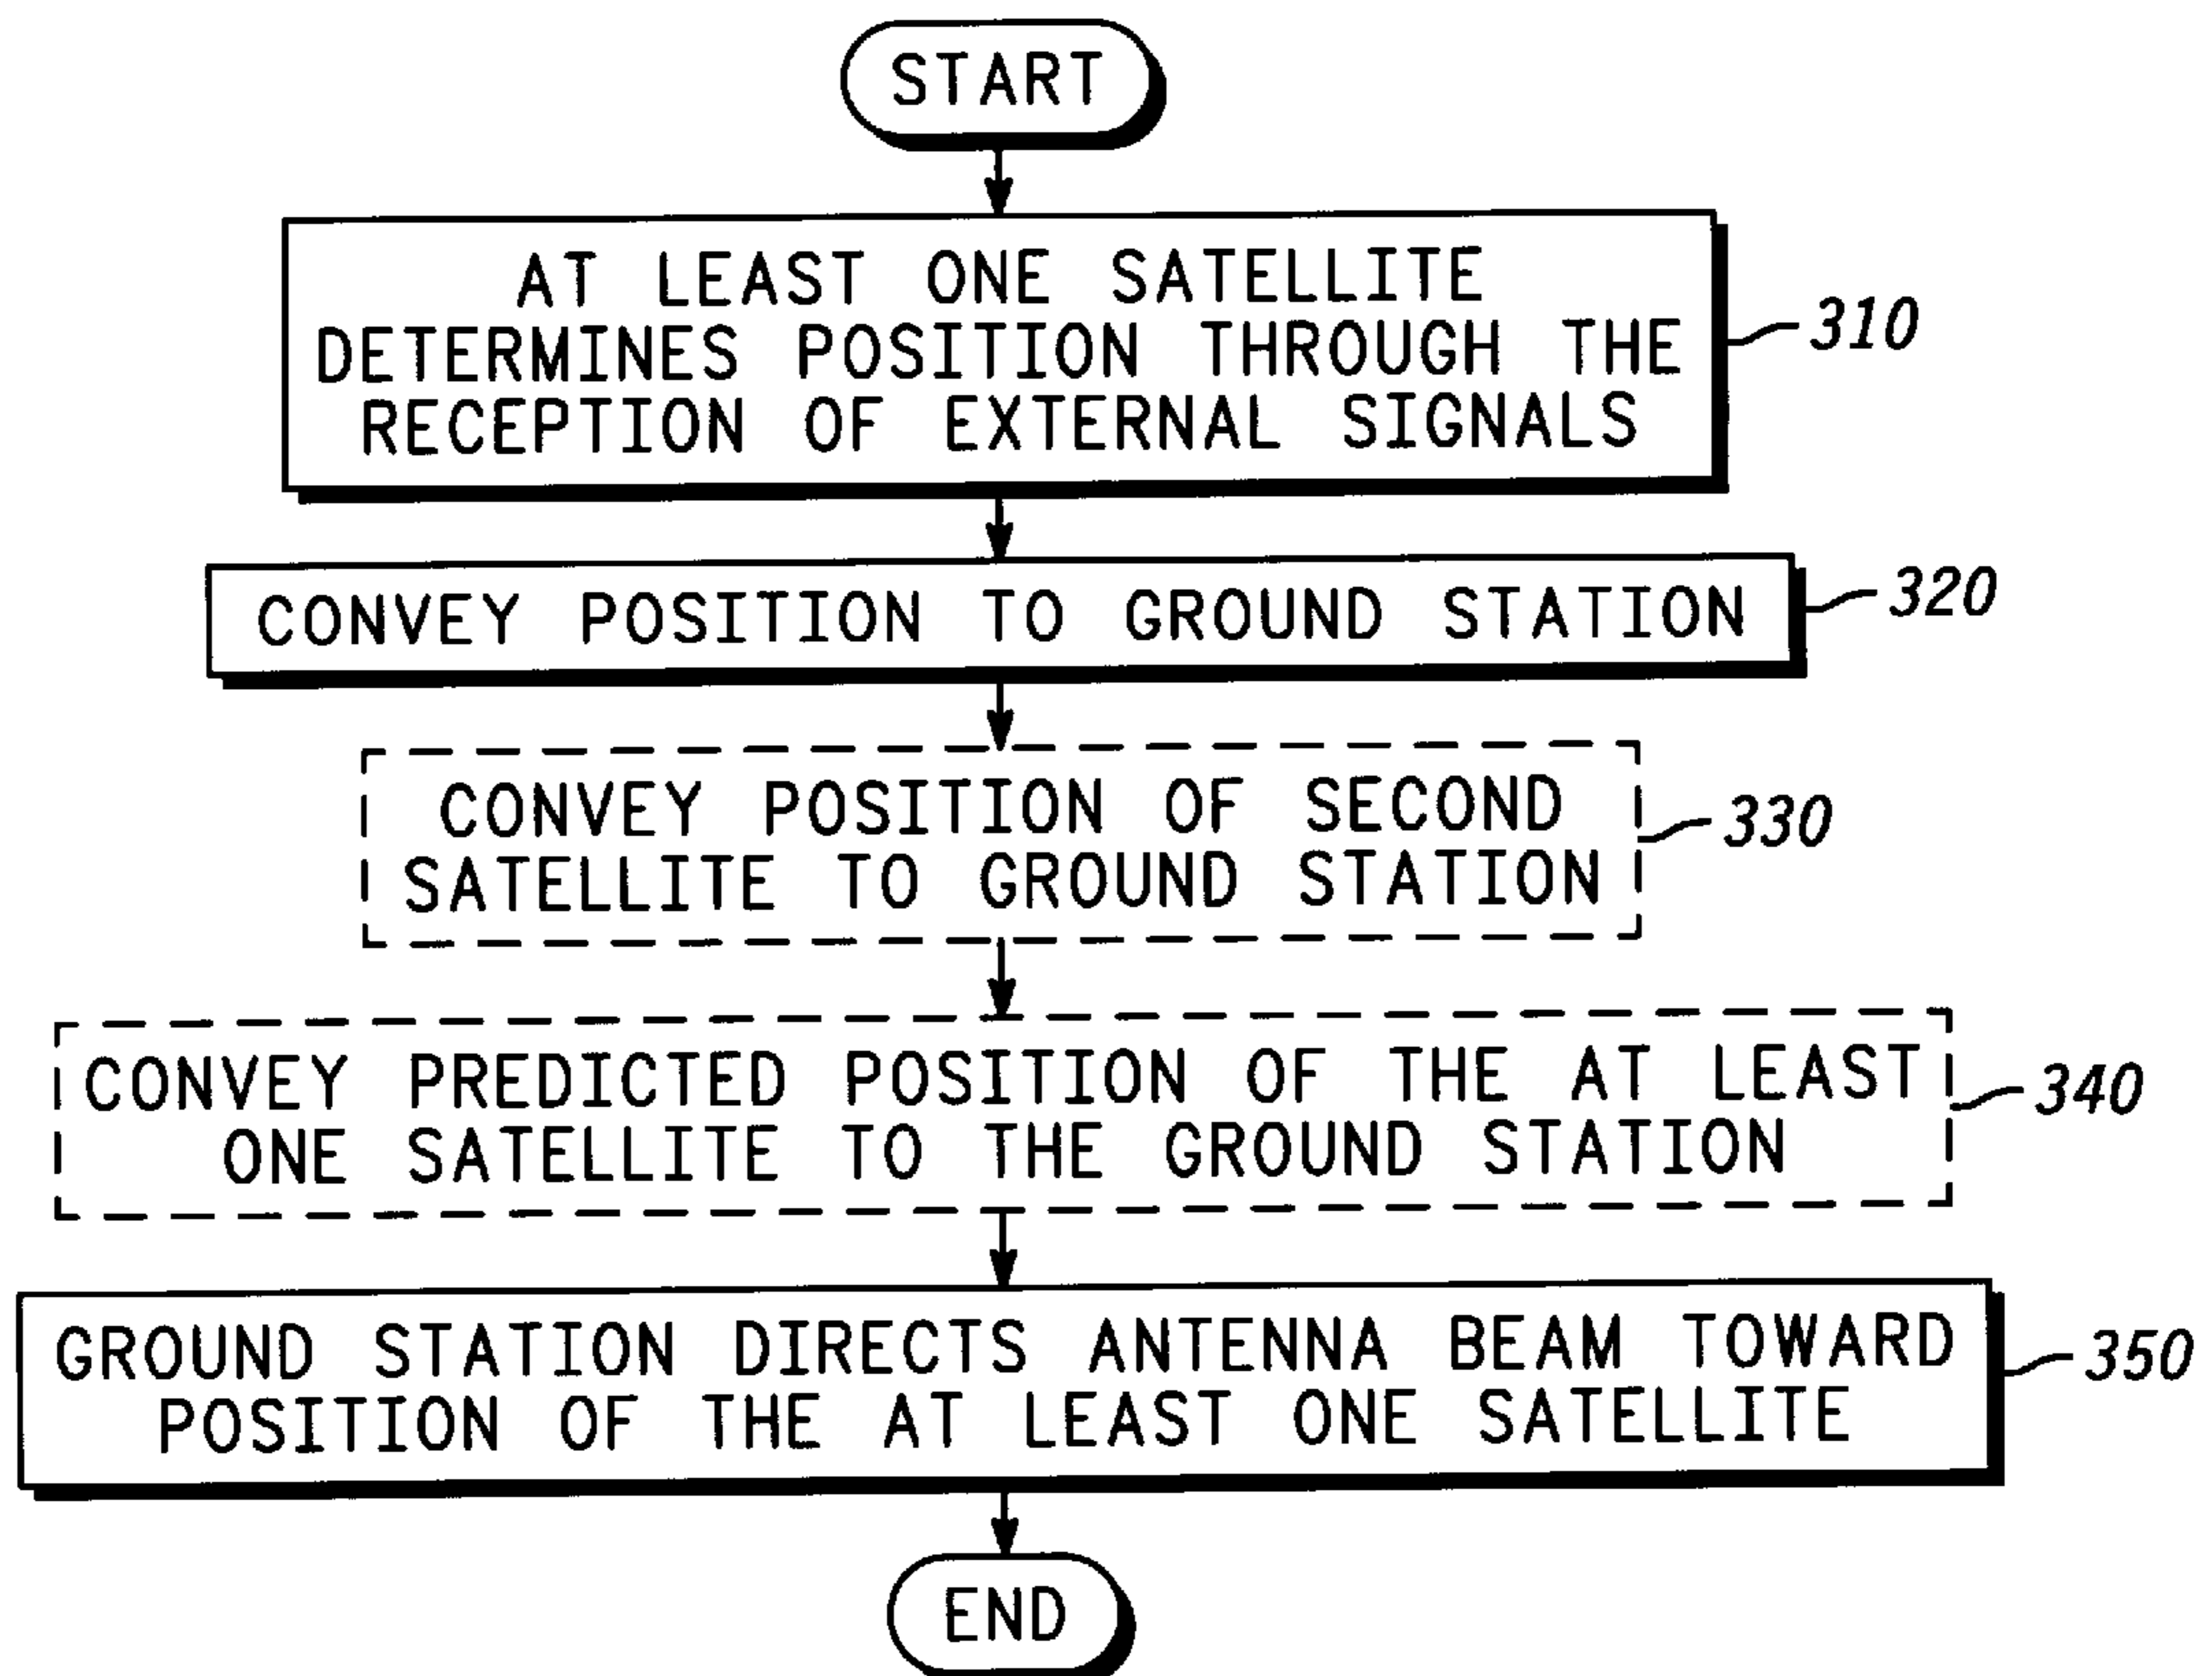 START
AT LEAST ONE SATELLITE
DETERMINES POSITION THROUGH THE
RECEPTION OF EXTERNAL SIGNALS
310
CONVEY POSITION TO GROUND STATION
320
CONVEY POSITION OF SECOND
SATELLITE TO GROUND STATION
330
CONVEY PREDICTED POSITION OF THE AT LEAST
ONE SATELLITE TO THE GROUND STATION
340
GROUND STATION DIRECTS ANTENNA BEAM TOWARD
POSITION OF THE AT LEAST ONE SATELLITE
350
END